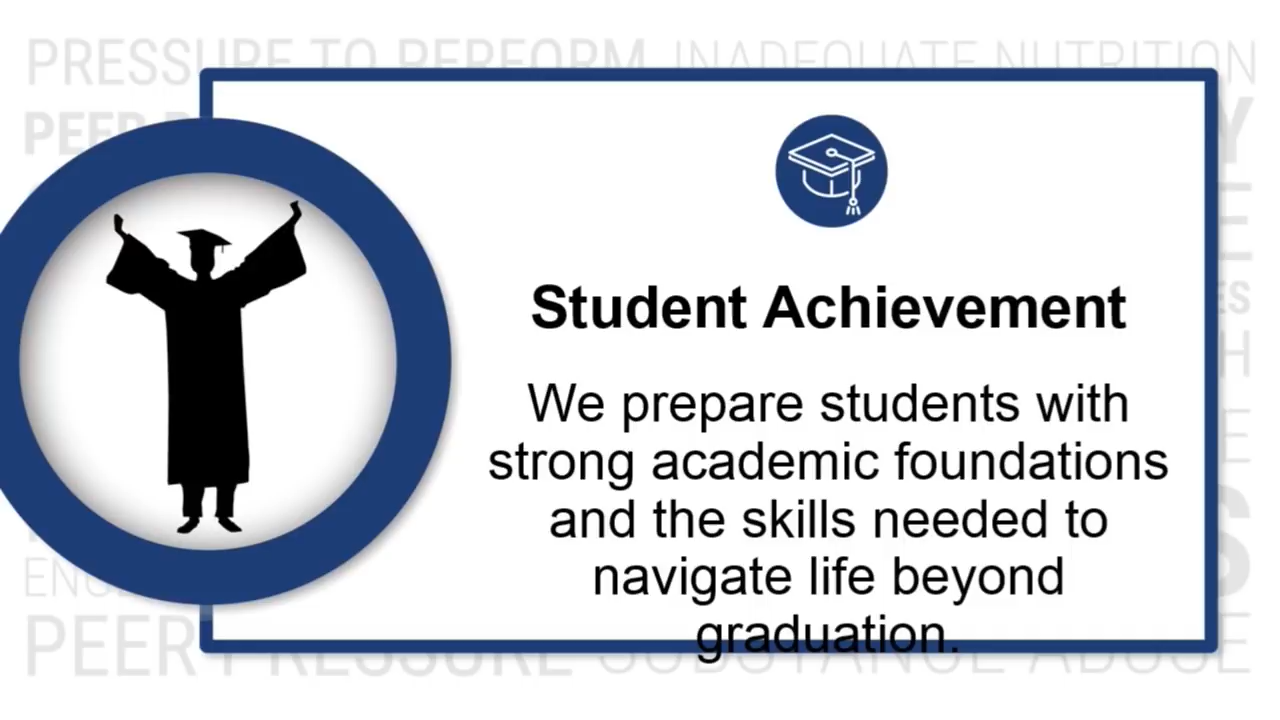 PRESSURE TO PERFORM INADEQUATE NUTRITION
Student Achievement
We prepare students with
strong academic foundations
and the skills needed to
navigate life beyond
graduation.
PEER PRESSURE SUBSTANCE ABUSE